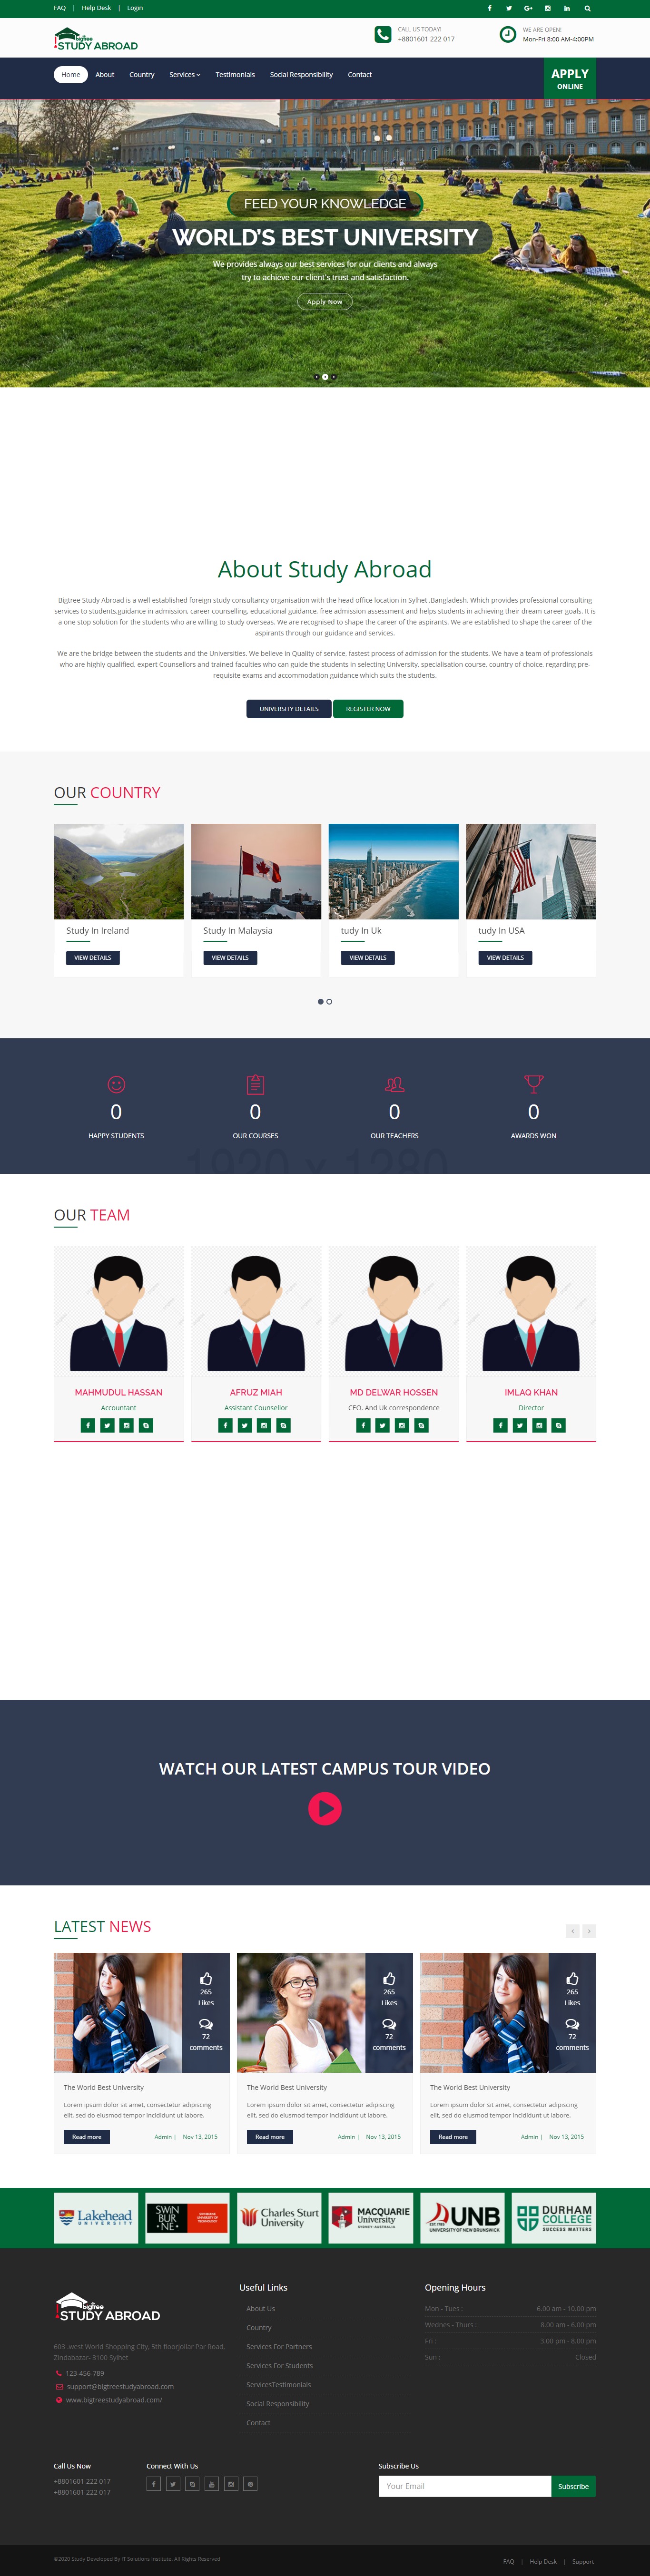 FAQ | Help Desk | Login
bigtree
STUDY ABROAD
CALL US TODAY!
+8801601 222 017
WE ARE OPEN!
Mon-Fri 8:00 AM-4:00PM
Home About Country Services Testimonials Social Responsibility Contact
APPLY
ONLINE
FEED YOUR KNOWLEDGE
WORLD'S BEST UNIVERSITY
We provides always our best services for our clients and always
try to achieve our client's trust and satisfaction.
Apply Now
About Study Abroad
Bigtree Study Abroad is a well established foreign study consultancy organisation with the head office location in Sylhet ,Bangladesh. Which provides professional consulting
services to students,guidance in admission, career counselling, educational guidance, free admission assessment and helps students in achieving their dream career goals. It is
a one stop solution for the students who are willing to study overseas. We are recognised to shape the career of the aspirants. We are established to shape the career of the
aspirants through our guidance and services.
We are the bridge between the students and the Universities. We believe in Quality of service, fastest process of admission for the students. We have a team of professionals
who are highly qualified, expert Counsellors and trained faculties who can guide the students in selecting University, specialisation course, country of choice, regarding pre-
requisite exams and accommodation guidance which suits the students.
UNIVERSITY DETAILS REGISTER NOW
OUR COUNTRY
Study In Ireland Study In Malaysia tudy In Uk tudy In USA
VIEW DETAILS VIEW DETAILS VIEW DETAILS VIEW DETAILS
0 0 0 0
HAPPY STUDENTS OUR COURSES OUR TEACHERS AWARDS WON
1920 x 1280
OUR TEAM
MAHMUDUL HASSAN AFRUZ MIAH MD DELWAR HOSSEN IMLAQ KHAN
Accountant Assistant Counsellor CEO. And Uk correspondence Director
WATCH OUR LATEST CAMPUS TOUR VIDEO
LATEST NEWS
265 265 265
Likes Likes Likes
72 72 72
comments comments comments
The World Best University The World Best University The World Best University
Lorem ipsum dolor sit amet, consectetur adipiscing Lorem ipsum dolor sit amet, consectetur adipiscing Lorem ipsum dolor sit amet, consectetur adipiscing
elit, sed do eiusmod tempor incididunt ut labore. elit, sed do eiusmod tempor incididunt ut labore. elit, sed do eiusmod tempor incididunt ut labore.
Read more Admin | Nov 13, 2015 Read more Admin | Nov 13, 2015 Read more Admin | Nov 13, 2015
Lakehead
UNIVERSITY
SWIN
BUR
NE
SWINBURNE
UNIVERSITY OF
TECHNOLOGY
Charles Sturt
University
MACQUARIE
University
SYDNEY·AUSTRALIA
EST. 1785
UNB
UNIVERSITY OF NEW BRUNSWICK
DURHAM
COLLEGE
SUCCESS MATTERS
bigtree
STUDY ABROAD
603 .west World Shopping City, 5th floorJollar Par Road,
Zindabazar- 3100 Sylhet
123-456-789
support@bigtreestudyabroad.com
www.bigtreestudyabroad.com/
Useful Links
About Us
Country
Services For Partners
Services For Students
ServicesTestimonials
Social Responsibility
Contact
Opening Hours
Mon - Tues : 6.00 am - 10.00 pm
Wednes - Thurs : 8.00 am - 6.00 pm
Fri : 3.00 pm - 8.00 pm
Sun : Closed
Call Us Now
+8801601 222 017
+8801601 222 017
Connect With Us
Subscribe Us
Your Email Subscribe
©2020 Study Developed By IT Solutions Institute. All Rights Reserved
FAQ | Help Desk | Support